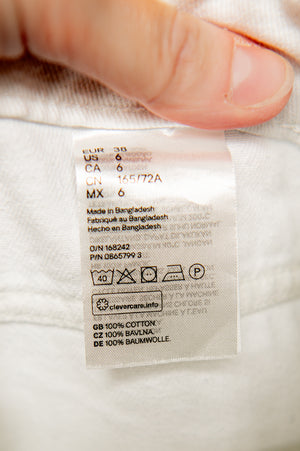 EUR 38
US 6
CA 6
CN 165/72A
MX 6
Made in Bangladesh
Fabriqué au Bangladesh
Hecho en Bangladesh
O/N 168242
P/N 0865799 3
40 P
clevercare.info
GB 100% COTTON.
CZ 100% BAVLNA.
DE 100% BAUMWOLLE.